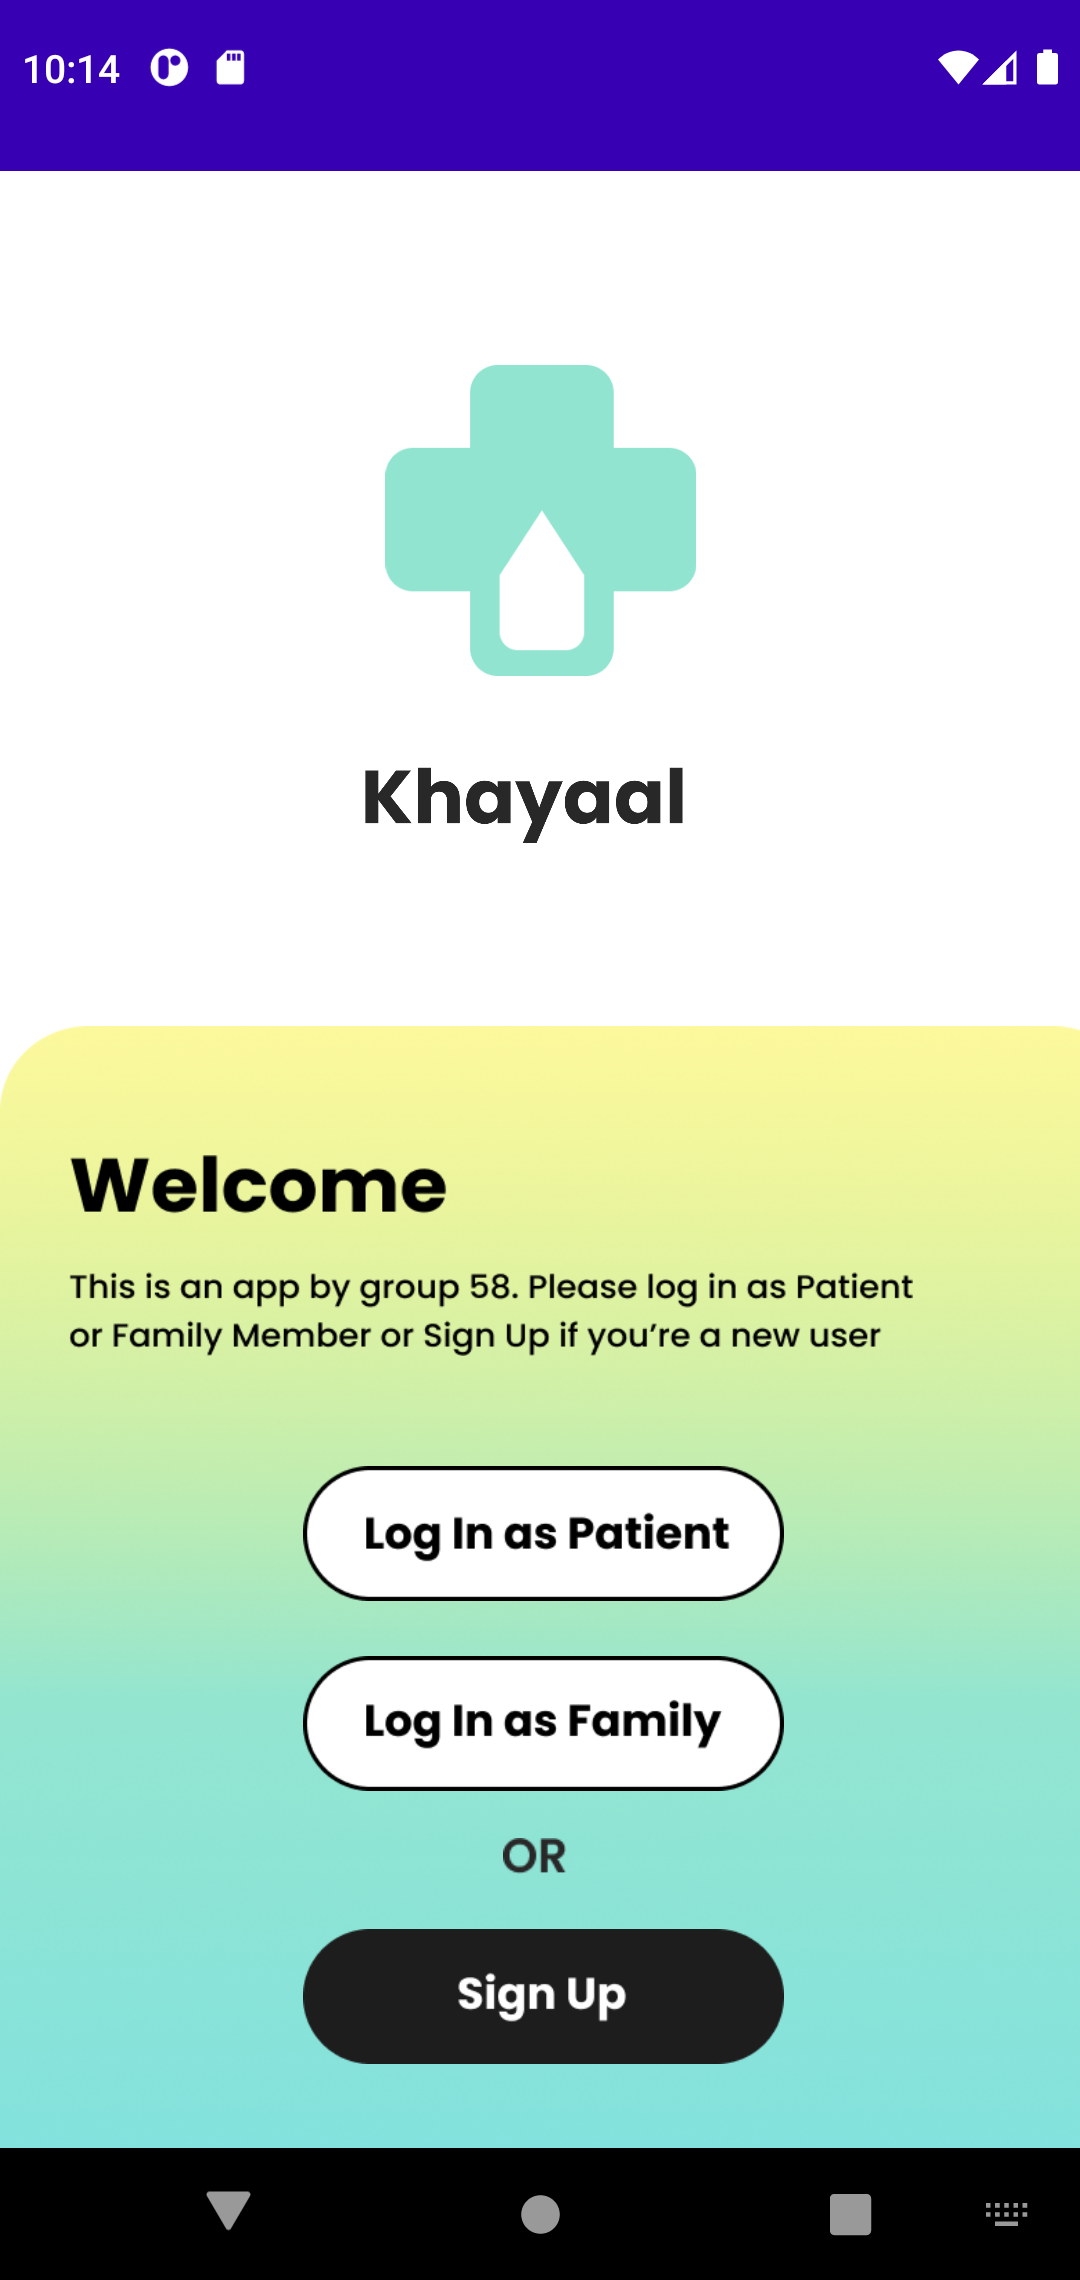 10:14
Khayaal
Welcome
This is an app by group 58. Please log in as Patient
or Family Member or Sign Up if you’re a new user
Log In as Patient
Log In as Family
OR
Sign Up